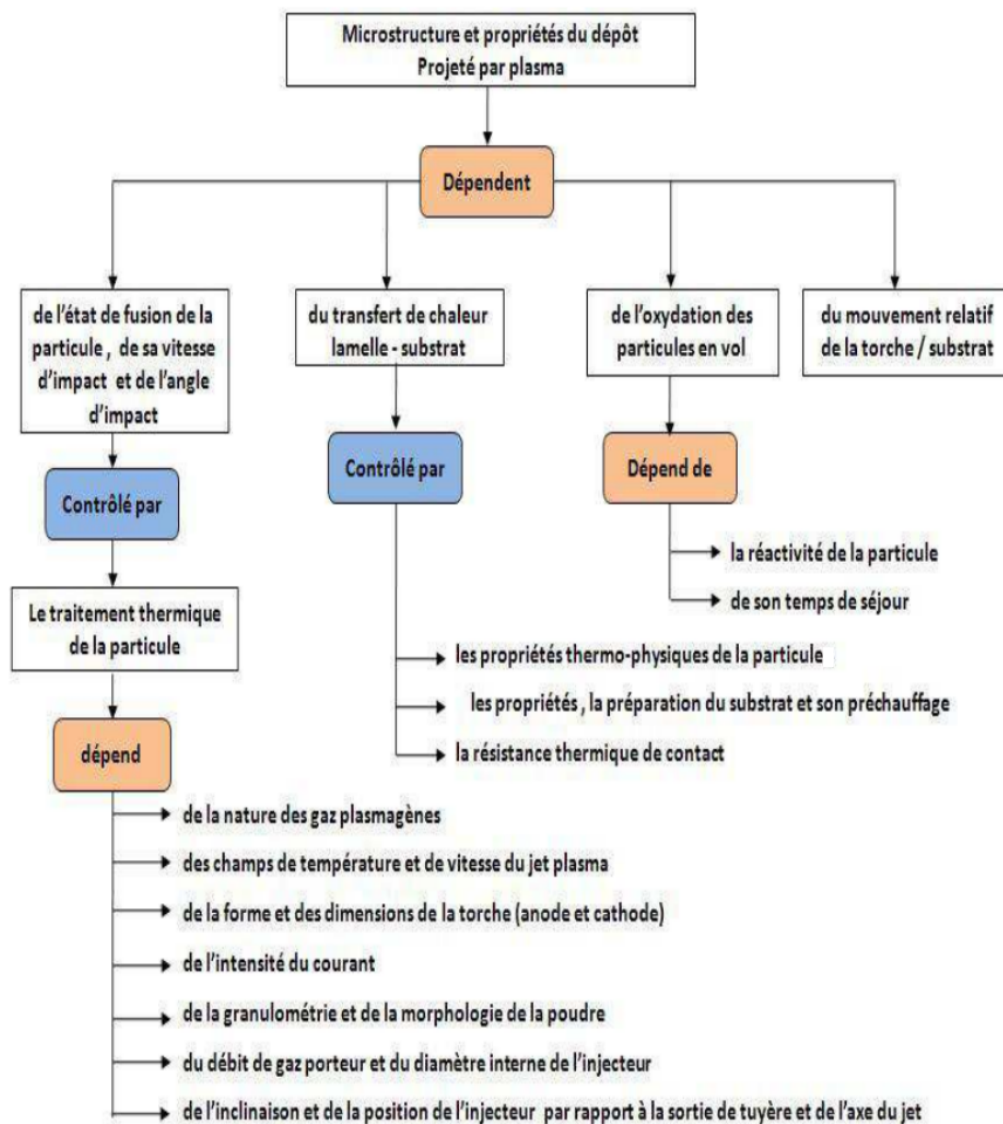 Microstructure et propriétés du dépôt
Projeté par plasma
Dépendent
de l'état de fusion de la
particule , de sa vitesse
d'impact et de l'angle
d'impact
du transfert de chaleur
lamelle - substrat
de l'oxydation des
particules en vol
du mouvement relatif
de la torche / substrat
Contrôlé par
Contrôlé par
Dépend de
la réactivité de la particule
de son temps de séjour
Le traitement thermique
de la particule
les propriétés thermo-physiques de la particule
les propriétés , la préparation du substrat et son préchauffage
la résistance thermique de contact
dépend
de la nature des gaz plasmagènes
des champs de température et de vitesse du jet plasma
de la forme et des dimensions de la torche (anode et cathode)
de l'intensité du courant
de la granulométrie et de la morphologie de la poudre
du débit de gaz porteur et du diamètre interne de l'injecteur
de l'inclinaison et de la position de l'injecteur par rapport à la sortie de tuyère et de l'axe du jet